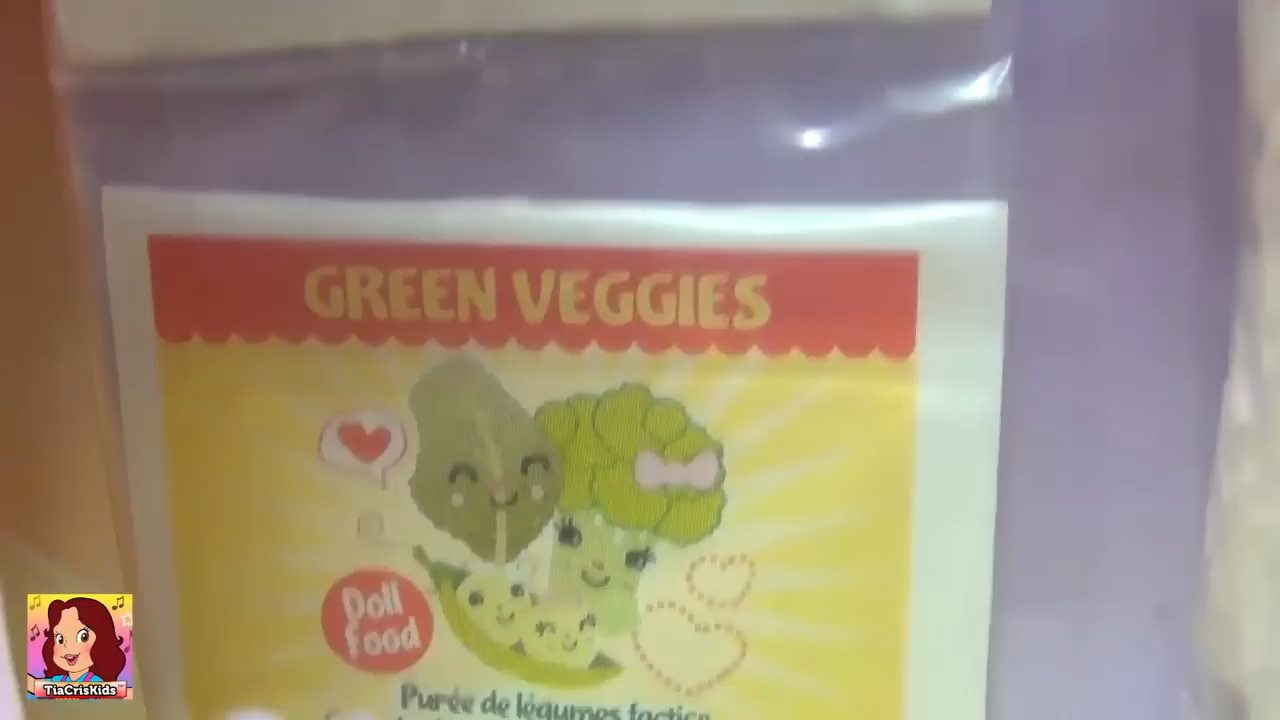 GREEN VEGGIES
Doll
Food
Purée de légumes factice
TiaCrisKids